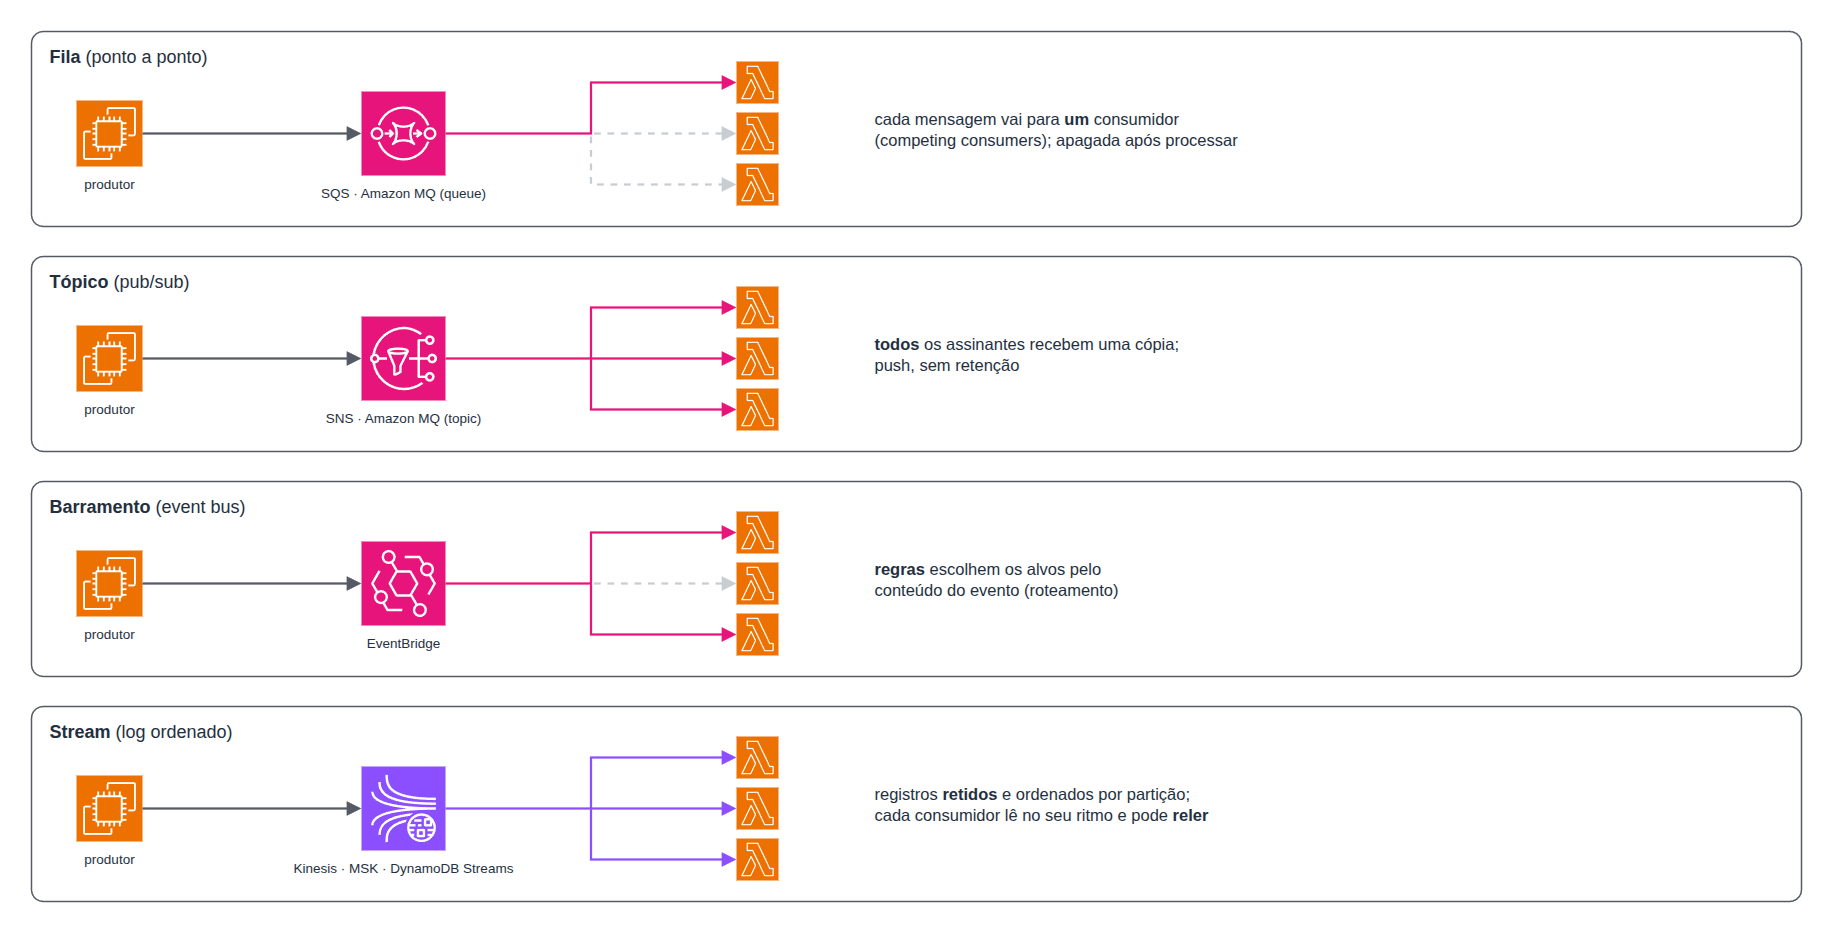 Fila (ponto a ponto)
produtor
SQS · Amazon MQ (queue)
cada mensagem vai para um consumidor
(competing consumers); apagada após processar
Tópico (pub/sub)
produtor
SNS · Amazon MQ (topic)
todos os assinantes recebem uma cópia;
push, sem retenção
Barramento (event bus)
produtor
EventBridge
regras escolhem os alvos pelo
conteúdo do evento (roteamento)
Stream (log ordenado)
produtor
Kinesis · MSK · DynamoDB Streams
registros retidos e ordenados por partição;
cada consumidor lê no seu ritmo e pode reler